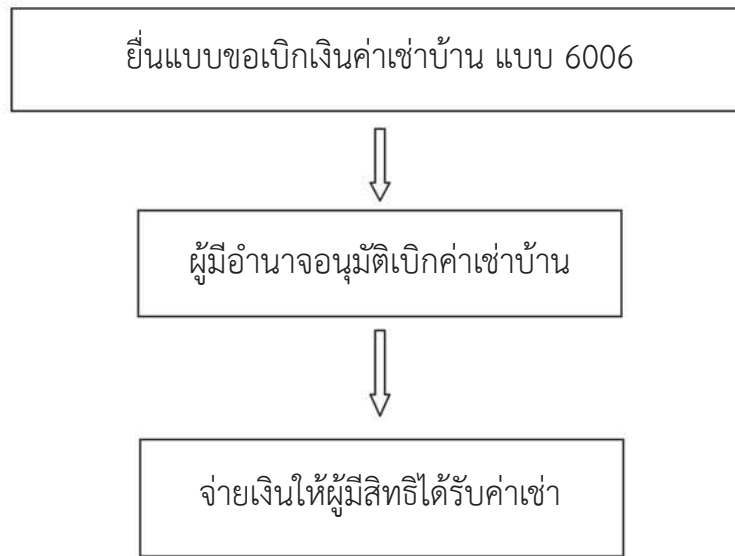 ยื่นแบบขอเบิกเงินค่าเช่าบ้าน แบบ 6006
ผู้มีอำนาจอนุมัติเบิกค่าเช่าบ้าน
จ่ายเงินให้ผู้มีสิทธิได้รับค่าเช่า